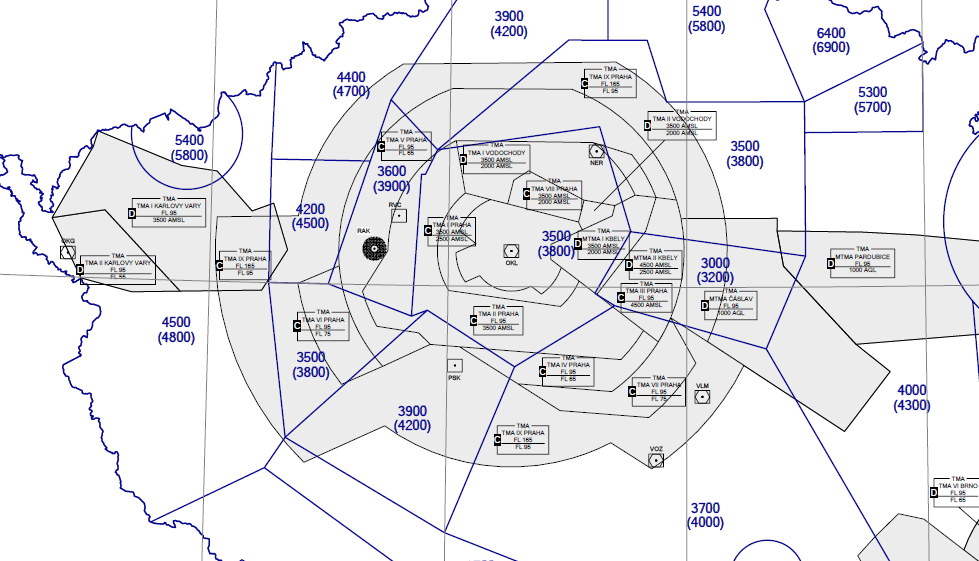 3900
(4200)
5400
(5800)
6400
(6900)
4400
(4700)
TMA
C
TMA IX PRAHA
FL 165
FL 95
5300
(5700)
TMA
D
TMA II VODOCHODY
3500 AMSL
2000 AMSL
5400
(5800)
TMA
C
TMA V PRAHA
FL 95
FL 65
TMA
D
TMA I VODOCHODY
3500 AMSL
2000 AMSL
NER
3500
(3800)
3600
(3900)
TMA
C
TMA VIII PRAHA
3500 AMSL
2000 AMSL
TMA
D
TMA I KARLOVY VARY
FL 95
3500 AMSL
4200
(4500)
RVC
RAK
TMA
C
TMA I PRAHA
3500 AMSL
2500 AMSL
OKL
3500
(3800)
D
MTMA I KBELY
3500 AMSL
2000 AMSL
OKG
TMA
D
TMA II KARLOVY VARY
FL 95
FL 55
TMA
C
TMA IX PRAHA
FL 165
FL 95
TMA
D
MTMA II KBELY
4500 AMSL
2500 AMSL
3000
(3200)
TMA
D
MTMA PARDUBICE
FL 95
1000 AGL
TMA
C
TMA III PRAHA
FL 95
4500 AMSL
TMA
D
MTMA ČÁSLAV
FL 95
1000 AGL
4500
(4800)
TMA
C
TMA VI PRAHA
FL 95
FL 75
TMA
C
TMA II PRAHA
FL 95
3500 AMSL
3500
(3800)
PSK
TMA
C
TMA IV PRAHA
FL 95
FL 65
TMA
C
TMA VII PRAHA
FL 95
FL 75
VLM
4000
(4300)
3900
(4200)
TMA
C
TMA IX PRAHA
FL 165
FL 95
VOZ
TMA
D
TMA VI BRNO
FL 95
FL 65
3700
(4000)